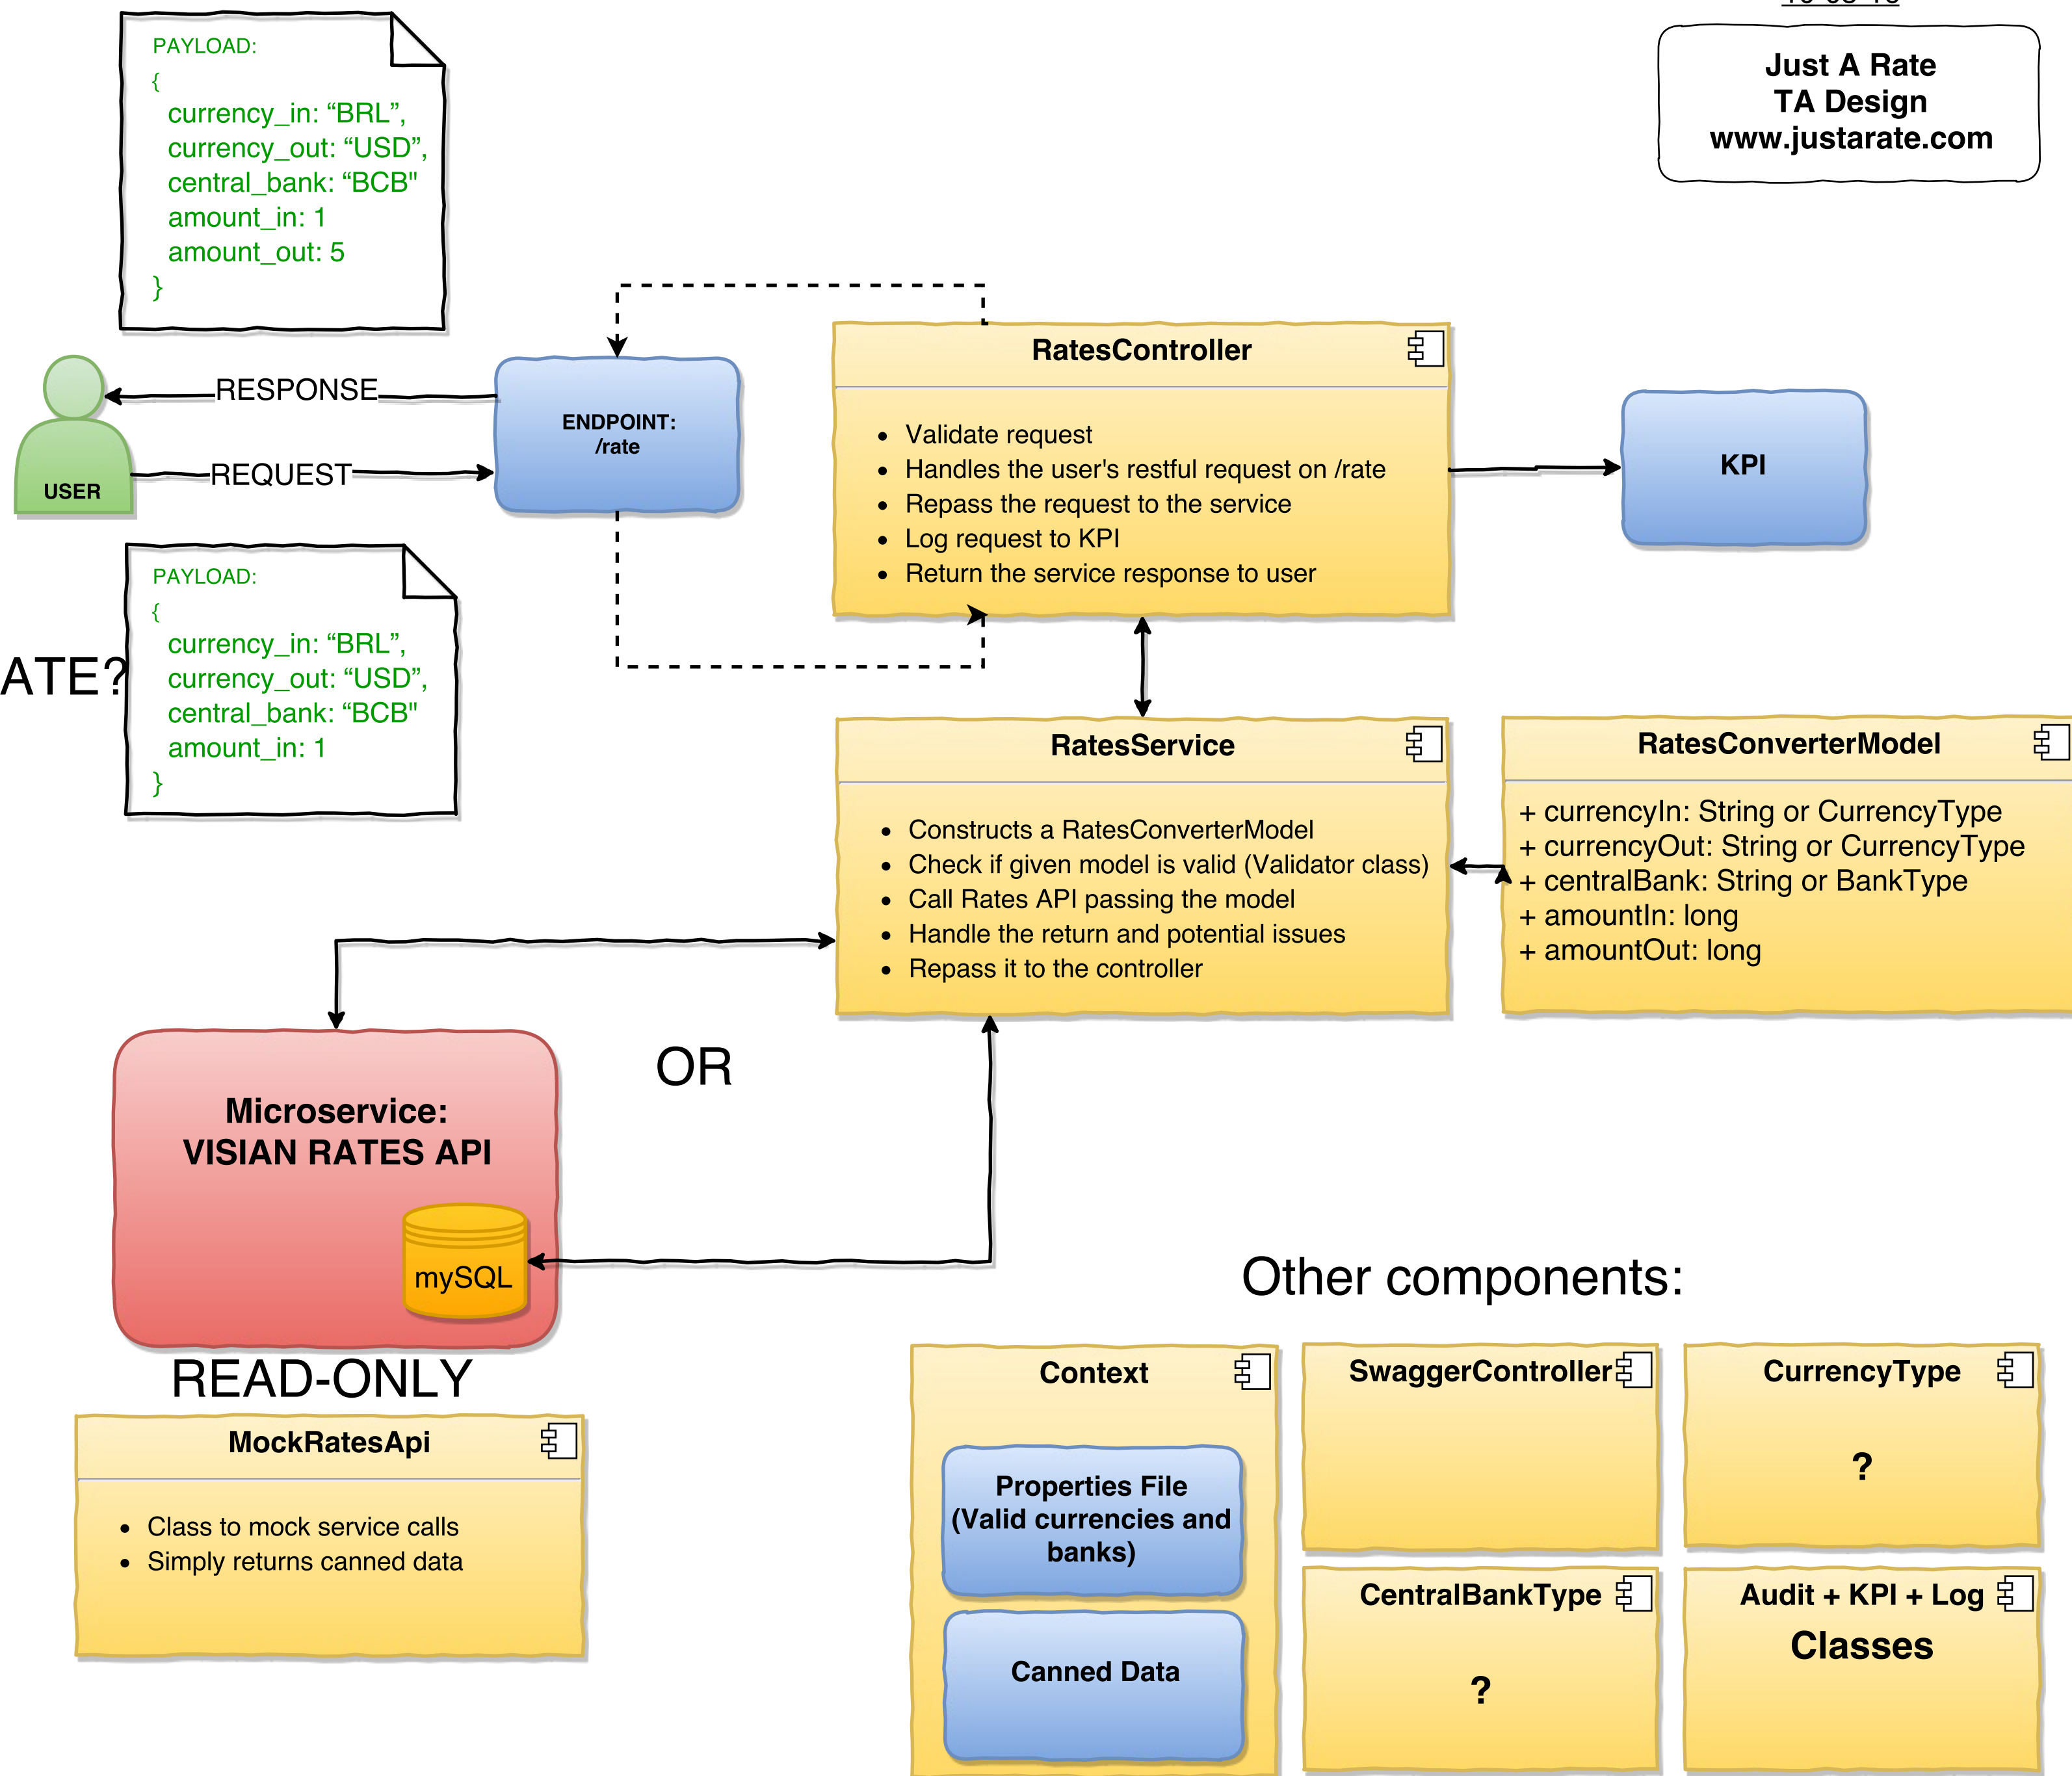 PAYLOAD:
{
currency_in: “BRL”,
currency_out: “USD”,
central_bank: “BCB"
amount_in: 1
amount_out: 5
}
Just A Rate
TA Design
www.justarate.com
RESPONSE
REQUEST
USER
ENDPOINT:
/rate
RatesController
• Validate request
• Handles the user's restful request on /rate
• Repass the request to the service
• Log request to KPI
• Return the service response to user
KPI
ATE?
PAYLOAD:
{
currency_in: “BRL”,
currency_out: “USD”,
central_bank: “BCB"
amount_in: 1
}
RatesService
• Constructs a RatesConverterModel
• Check if given model is valid (Validator class)
• Call Rates API passing the model
• Handle the return and potential issues
• Repass it to the controller
RatesConverterModel
+ currencyIn: String or CurrencyType
+ currencyOut: String or CurrencyType
+ centralBank: String or BankType
+ amountIn: long
+ amountOut: long
OR
Microservice:
VISIAN RATES API
mySQL
READ-ONLY
MockRatesApi
• Class to mock service calls
• Simply returns canned data
Other components:
Context
Properties File
(Valid currencies and
banks)
Canned Data
SwaggerController
CurrencyType
?
CentralBankType
?
Audit + KPI + Log
Classes